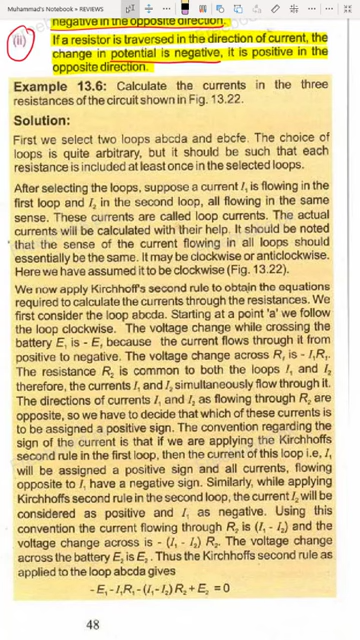 Muhammad's Notebook • REVIEWS
negative in the opposite direction.
(ii)
If a resistor is traversed in the direction of current, the
change in potential is negative, it is positive in the
opposite direction.
Example 13.6: Calculate the currents in the three
resistances of the circuit shown in Fig. 13.22.
Solution:
First we select two loops abcda and ebcfe. The choice of
loops is quite arbitrary, but it should be such that each
resistance is included at least once in the selected loops.
After selecting the loops, suppose a current I₁ is flowing in the
first loop and I₂ in the second loop, all flowing in the same
sense. These currents are called loop currents. The actual
currents will be calculated with their help. It should be noted
that the sense of the current flowing in all loops should
essentially be the same. It may be clockwise or anticlockwise.
Here we have assumed it to be clockwise (Fig. 13.22).
We now apply Kirchhoff's second rule to obtain the equations
required to calculate the currents through the resistances. We
first consider the loop abcda. Starting at a point 'a' we follow
the loop clockwise. The voltage change while crossing the
battery E₁ is - E₁ because the current flows through it from
positive to negative. The voltage change across R₁ is - I₁R₁.
The resistance R₂ is common to both the loops I₁ and I₂
therefore, the currents I₁ and I₂ simultaneously flow through it.
The directions of currents I₁ and I₂ as flowing through R₂ are
opposite, so we have to decide that which of these currents is
to be assigned a positive sign. The convention regarding the
sign of the current is that if we are applying the Kirchhoffs
second rule in the first loop, then the current of this loop i.e, I₁
will be assigned a positive sign and all currents, flowing
opposite to I₁ have a negative sign. Similarly, while applying
Kirchhoffs second rule in the second loop, the current I₂ will be
considered as positive and I₁ as negative. Using this
convention the current flowing through R₂ is (I₁ - I₂) and the
voltage change across is - (I₁ - I₂) R₂. The voltage change
across the battery E₂ is E₂. Thus the Kirchhoffs second rule as
applied to the loop abcda gives
- E₁ - I₁R₁ - (I₁ - I₂) R₂ + E₂ = 0
48